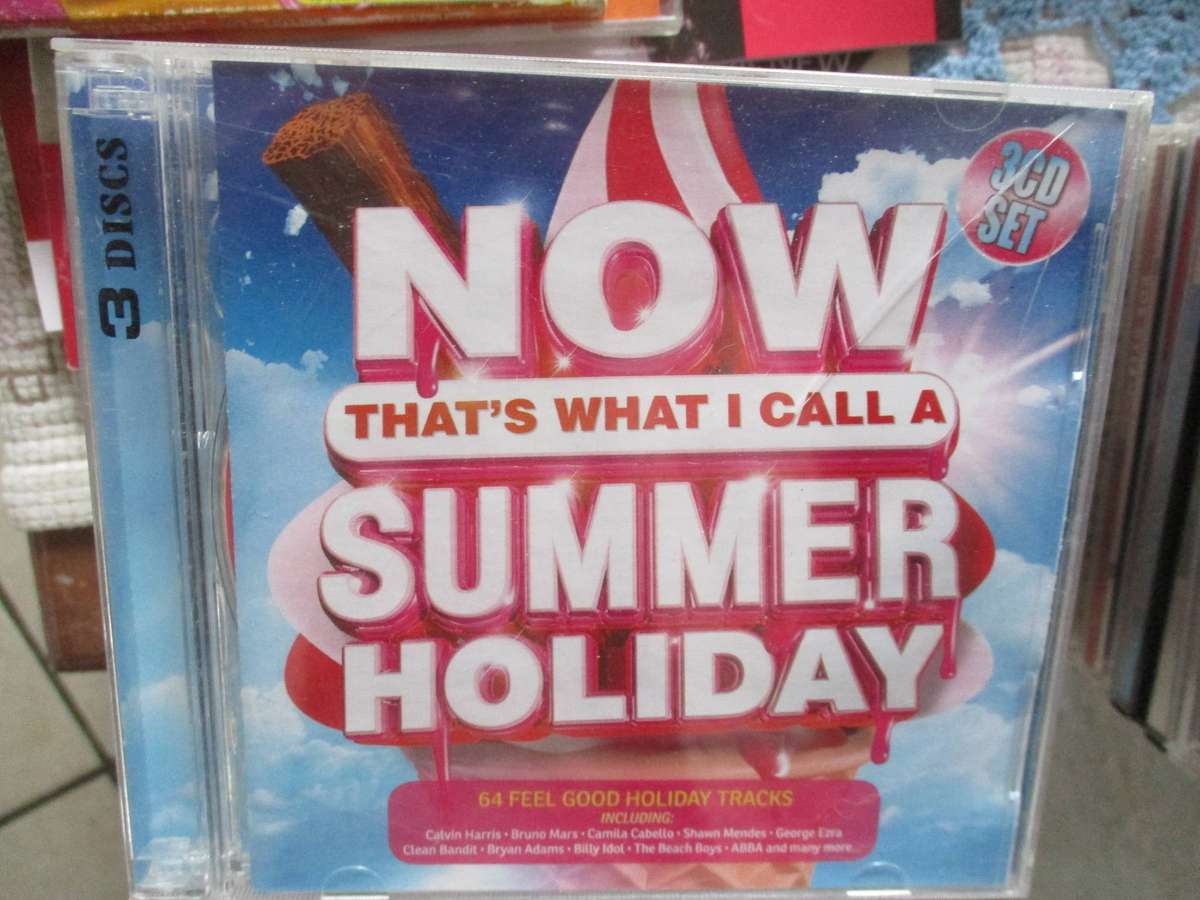 NEW
3 DISCS
3CD
SET
NOW
THAT'S WHAT I CALL A
SUMMER
HOLIDAY
64 FEEL GOOD HOLIDAY TRACKS
INCLUDING:
Calvin Harris • Bruno Mars • Camila Cabello • Shawn Mendes • George Ezra
Clean Bandit • Bryan Adams • Billy Idol • The Beach Boys • ABBA and many more...